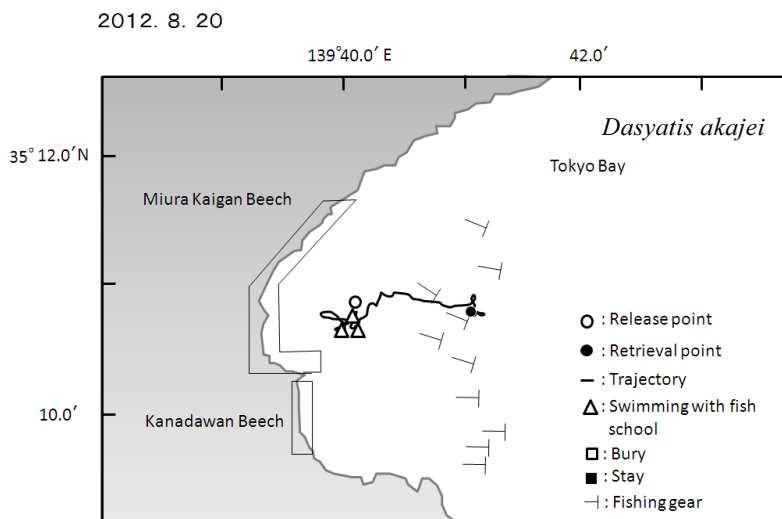 2012. 8. 20
139°40.0’ E
42.0’
Dasyatis akajei
35° 12.0’N
Tokyo Bay
Miura Kaigan Beech
: Release point
: Retrieval point
: Trajectory
: Swimming with fish
school
10.0’
Kanadawan Beech
: Bury
: Stay
: Fishing gear